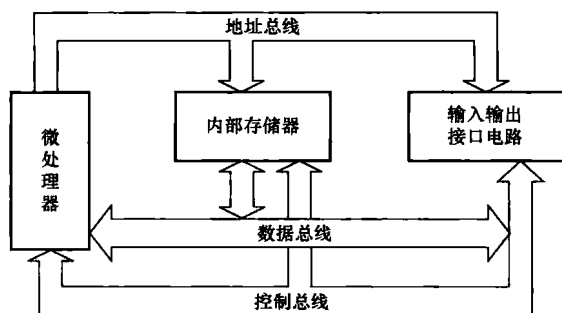 地址总线
微处理器
内部存储器
输入输出
接口电路
数据总线
控制总线